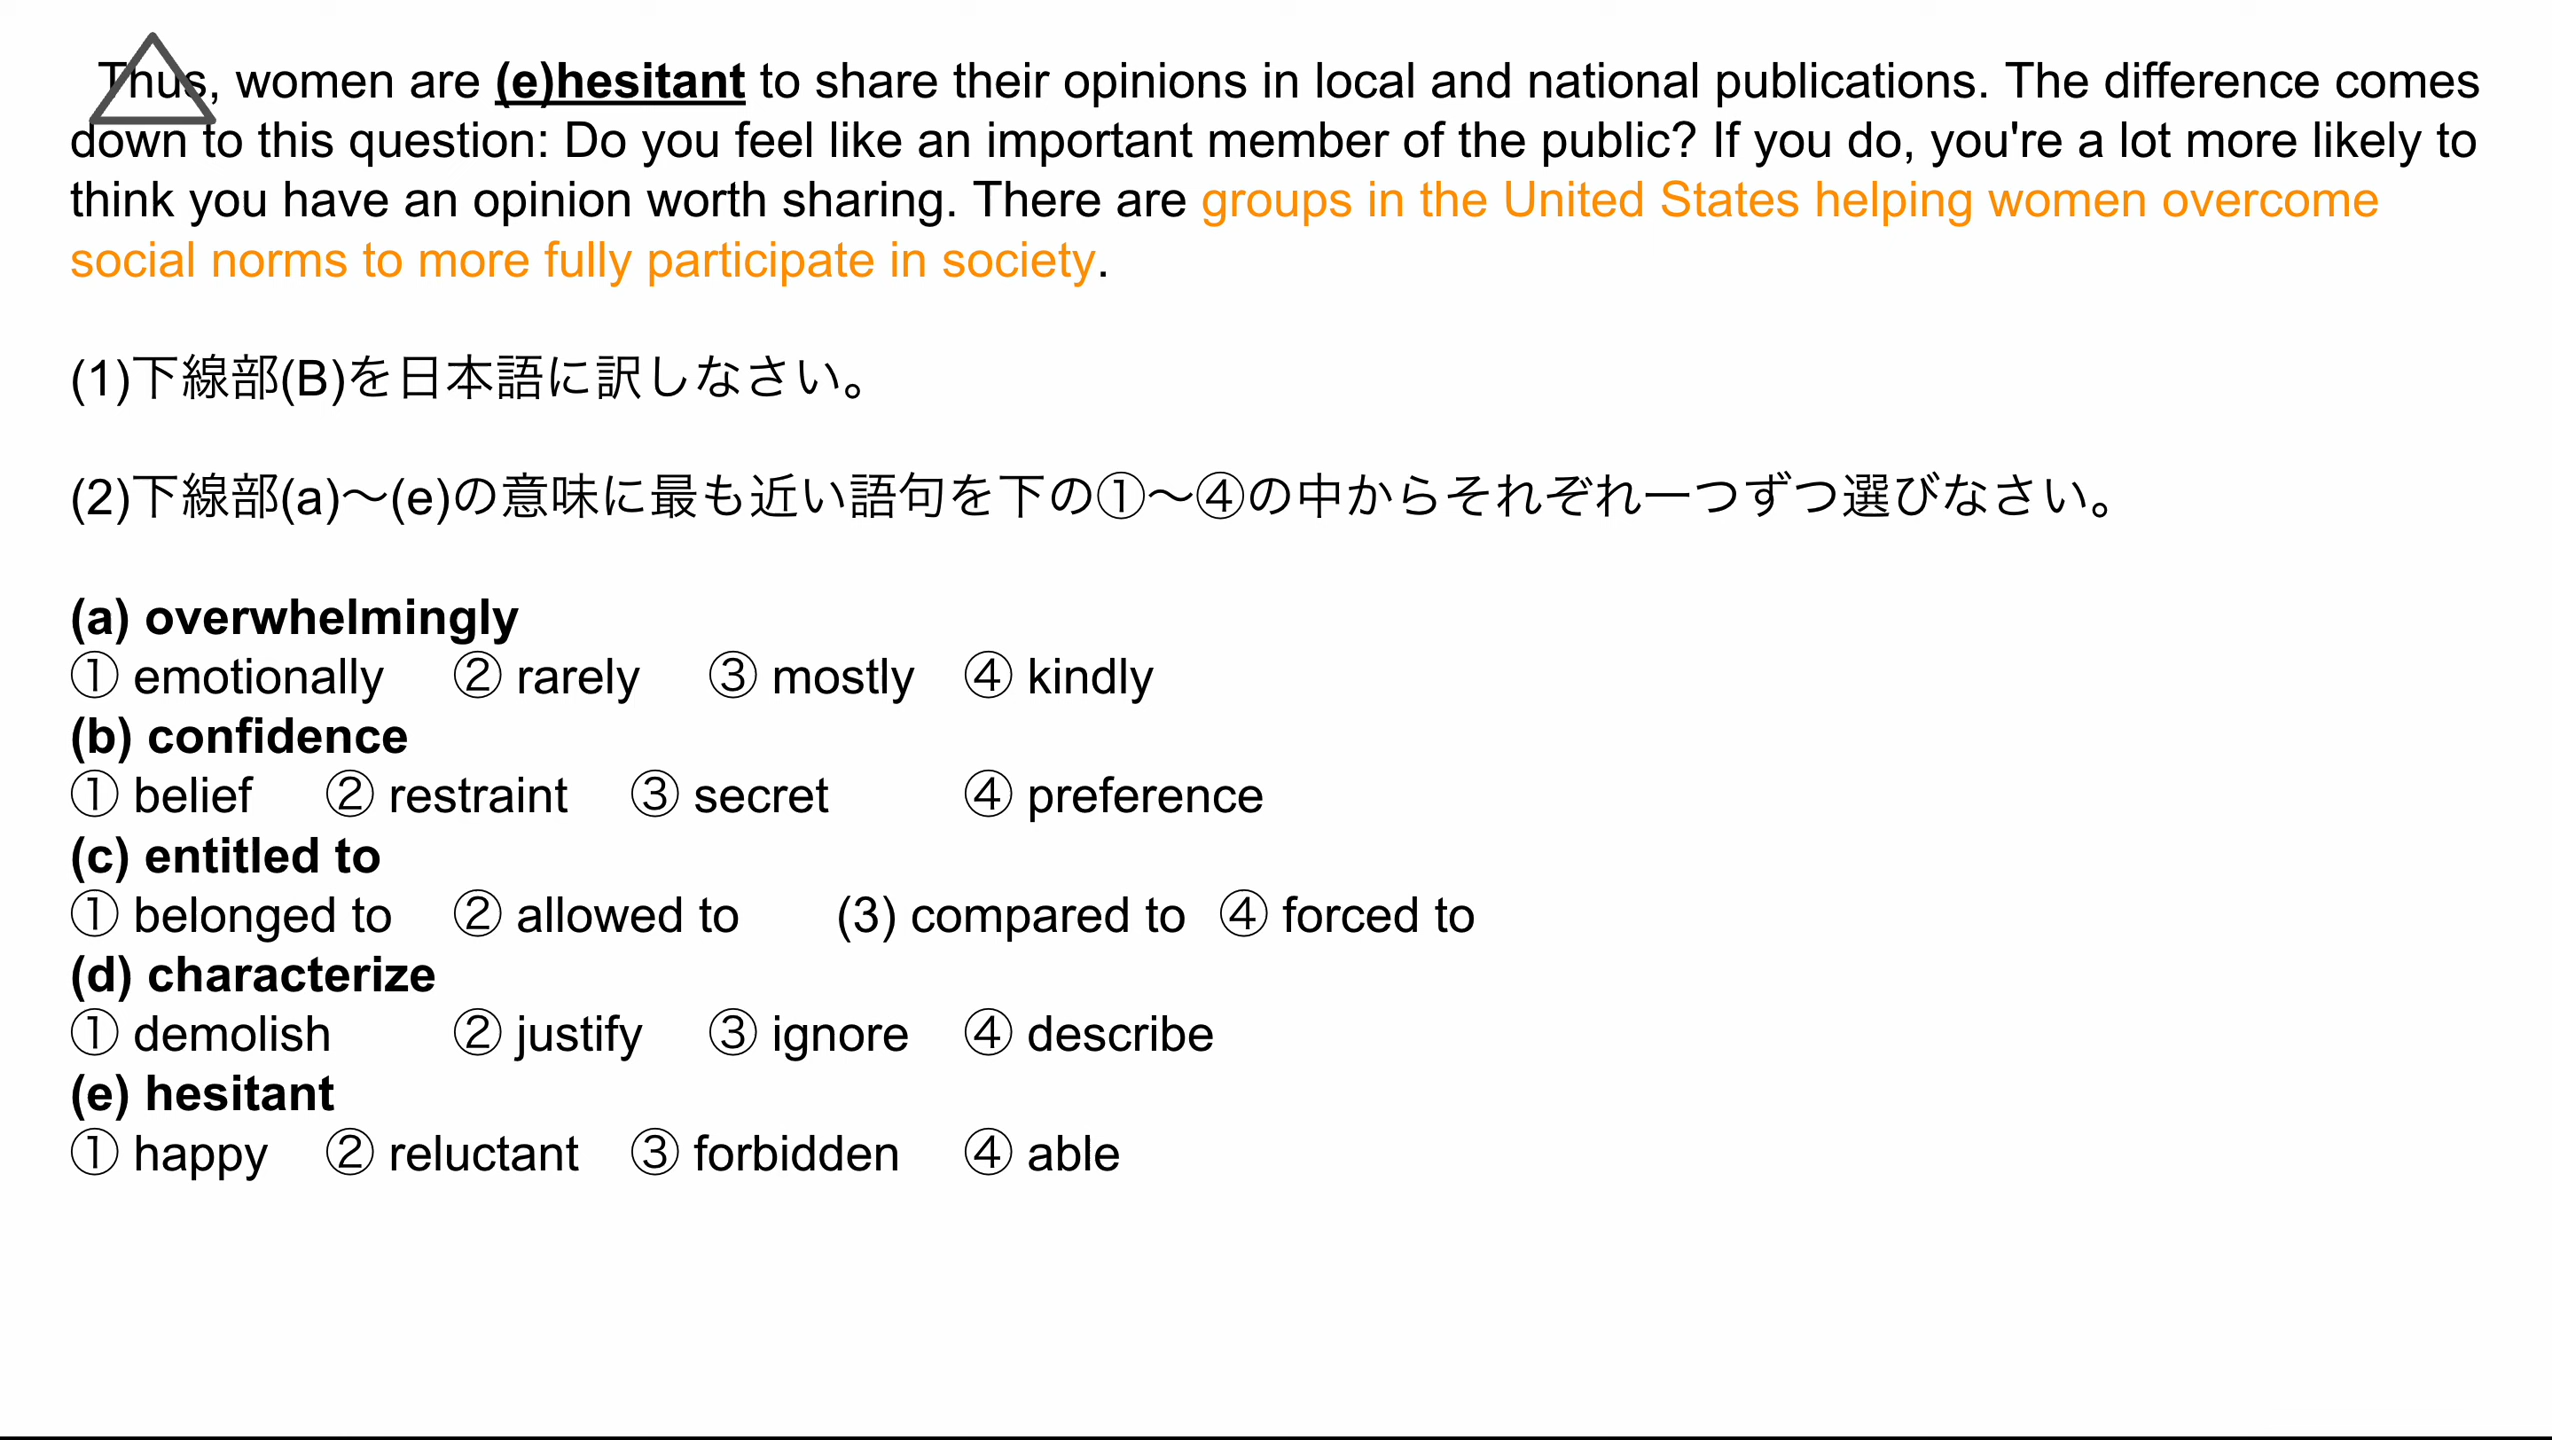 Thus, women are (e)hesitant to share their opinions in local and national publications. The difference comes
down to this question: Do you feel like an important member of the public? If you do, you're a lot more likely to
think you have an opinion worth sharing. There are groups in the United States helping women overcome
social norms to more fully participate in society.
(1)下線部(B)を日本語に訳しなさい。
(2)下線部(a)～(e)の意味に最も近い語句を下の①～④の中からそれぞれ一つずつ選びなさい。
(a) overwhelmingly
① emotionally ② rarely ③ mostly ④ kindly
(b) confidence
① belief ② restraint ③ secret ④ preference
(c) entitled to
① belonged to ② allowed to (3) compared to ④ forced to
(d) characterize
① demolish ② justify ③ ignore ④ describe
(e) hesitant
① happy ② reluctant ③ forbidden ④ able